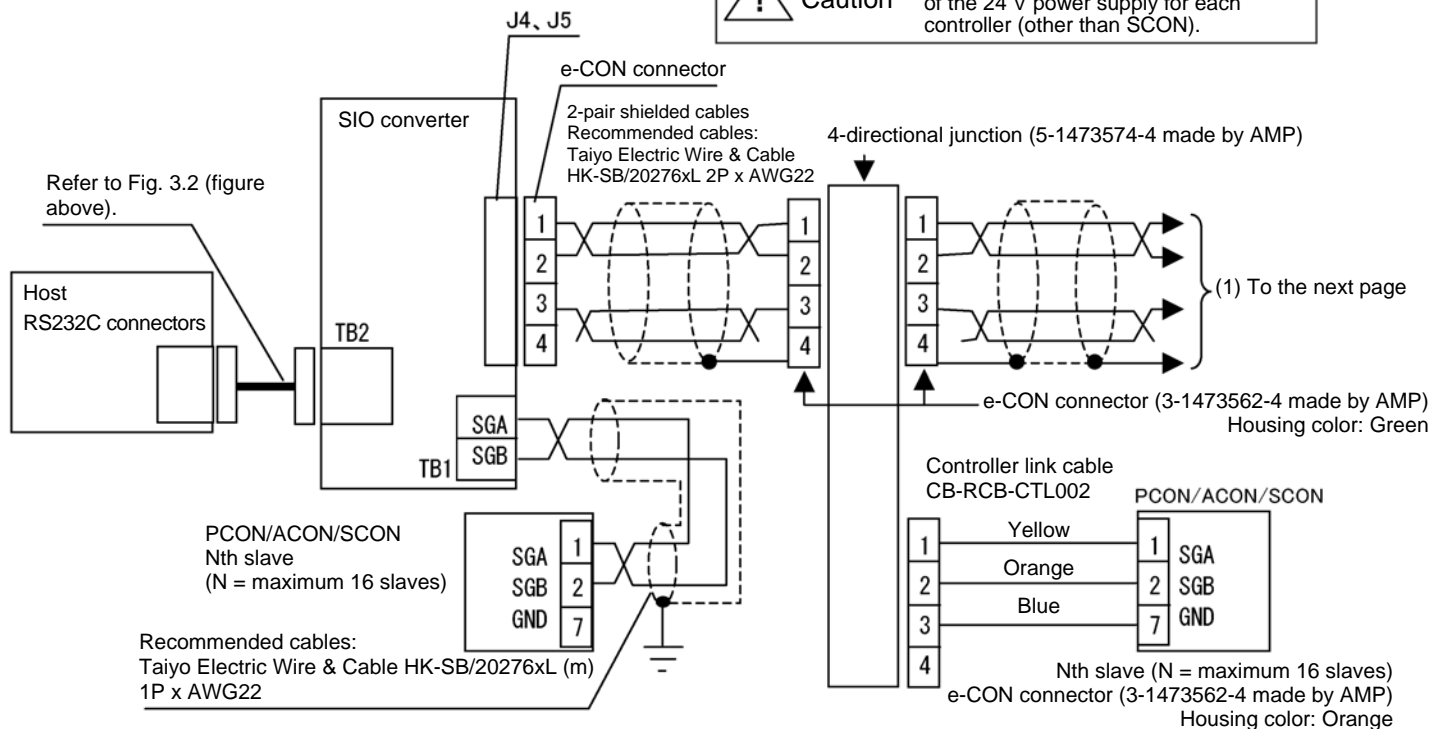 Caution
of the 24 V power supply for each
controller (other than SCON).
J4、J5
e-CON connector
SIO converter
2-pair shielded cables
Recommended cables:
Taiyo Electric Wire & Cable
HK-SB/20276xL 2P x AWG22
4-directional junction (5-1473574-4 made by AMP)
Refer to Fig. 3.2 (figure
above).
1
2
3
4
1
2
3
4
1
2
3
4
(1) To the next page
Host
RS232C connectors
TB2
e-CON connector (3-1473562-4 made by AMP)
Housing color: Green
SGA
SGB
TB1
Controller link cable
CB-RCB-CTL002
PCON/ACON/SCON
PCON/ACON/SCON
Nth slave
(N = maximum 16 slaves)
SGA 1
SGB 2
GND 7
1 Yellow 1 SGA
2 Orange 2 SGB
3 Blue 7 GND
4
Recommended cables:
Taiyo Electric Wire & Cable HK-SB/20276xL (m)
1P x AWG22
Nth slave (N = maximum 16 slaves)
e-CON connector (3-1473562-4 made by AMP)
Housing color: Orange